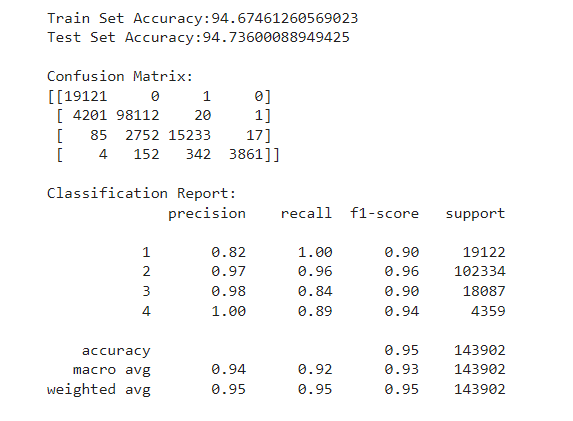 Train Set Accuracy:94.67461260569023
Test Set Accuracy:94.73600088949425
Confusion Matrix:
[[19121 0 1 0]
[ 4201 98112 20 1]
[ 85 2752 15233 17]
[ 4 152 342 3861]]
Classification Report:
precision recall f1-score support
1 0.82 1.00 0.90 19122
2 0.97 0.96 0.96 102334
3 0.98 0.84 0.90 18087
4 1.00 0.89 0.94 4359
accuracy 0.95 143902
macro avg 0.94 0.92 0.93 143902
weighted avg 0.95 0.95 0.95 143902